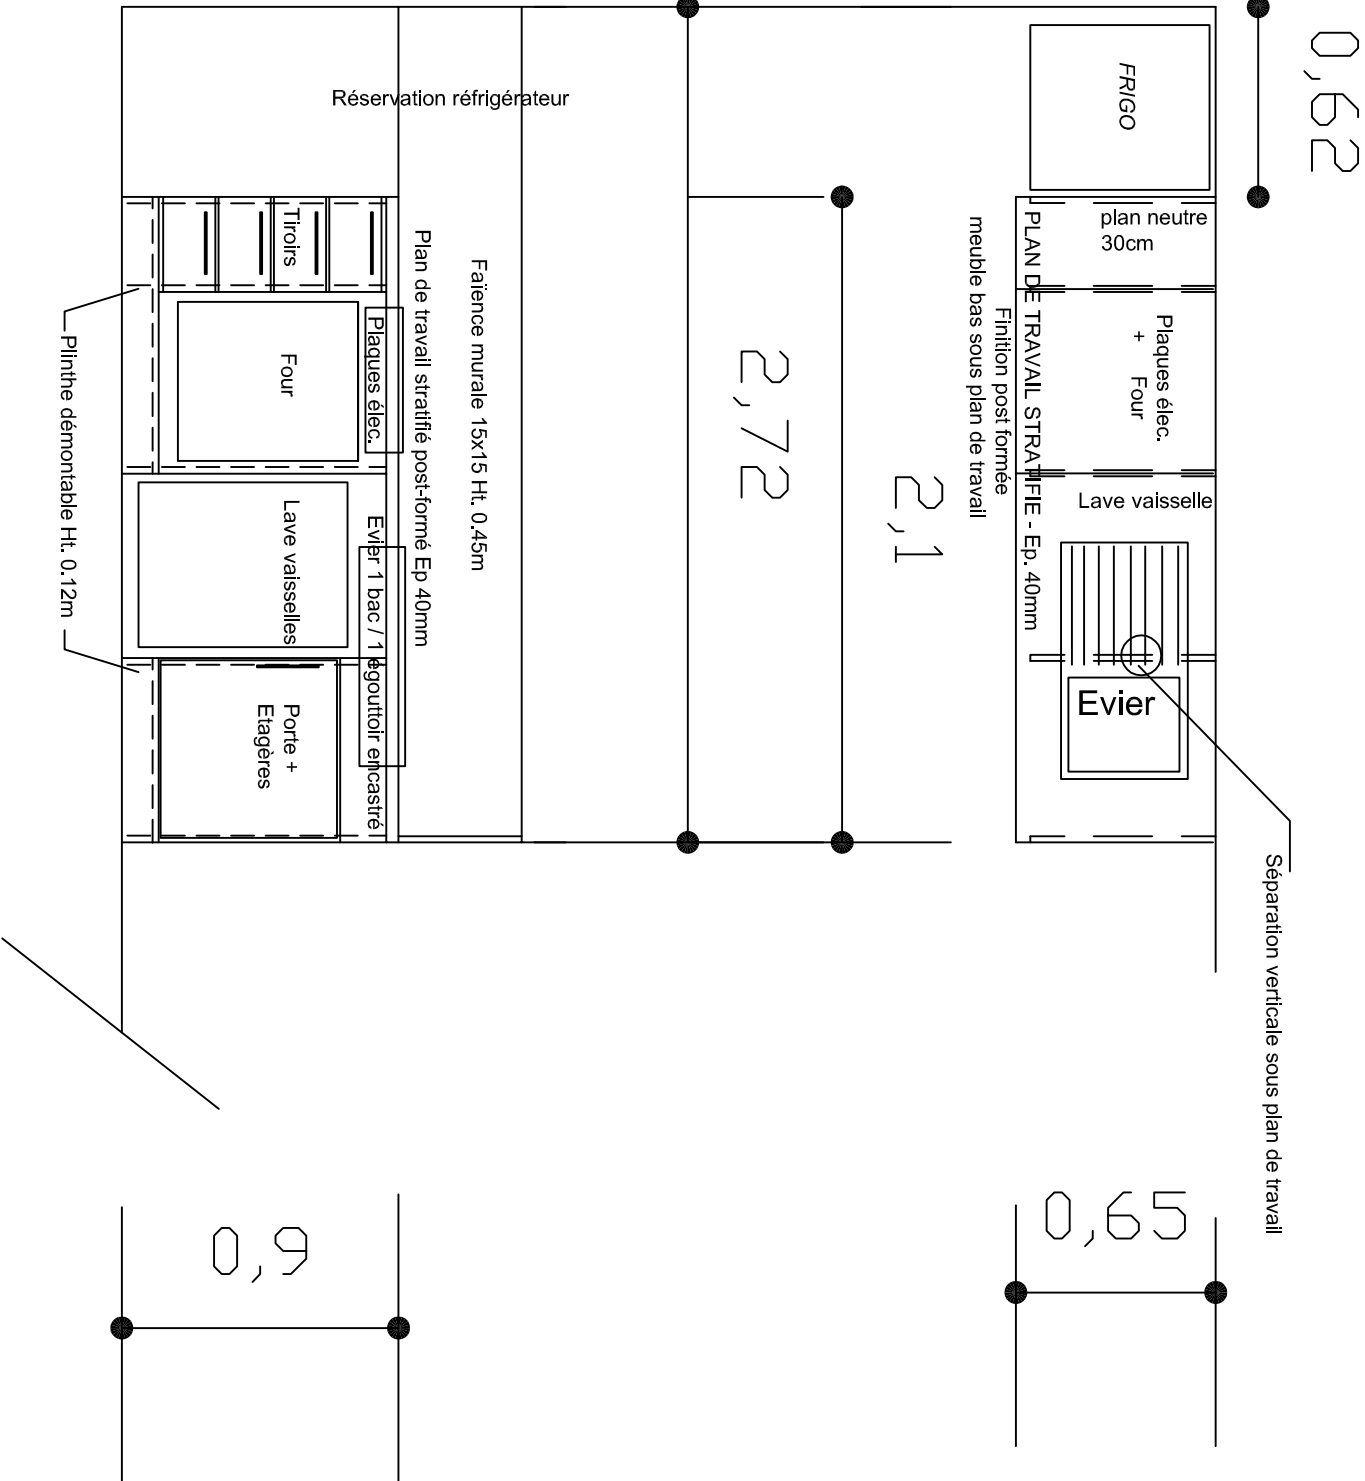 0,62
FRIGO
Réservation réfrigérateur
plan neutre
30cm
PLAN DE TRAVAIL STRATIFIE - Ep. 40mm
Finition post formée
meuble bas sous plan de travail
Plaques élec.
+ Four
Lave vaisselle
Evier
Séparation verticale sous plan de travail
2,1
2,72
Faïence murale 15x15 Ht. 0.45m
Plan de travail stratifié post-formé Ep 40mm
Tiroirs
Plaques élec.
Four
Evier 1 bac / 1 egouttoir encastré
Lave vaisselles
Porte +
Etagères
Plinthe démontable Ht. 0.12m
0,65
0,9